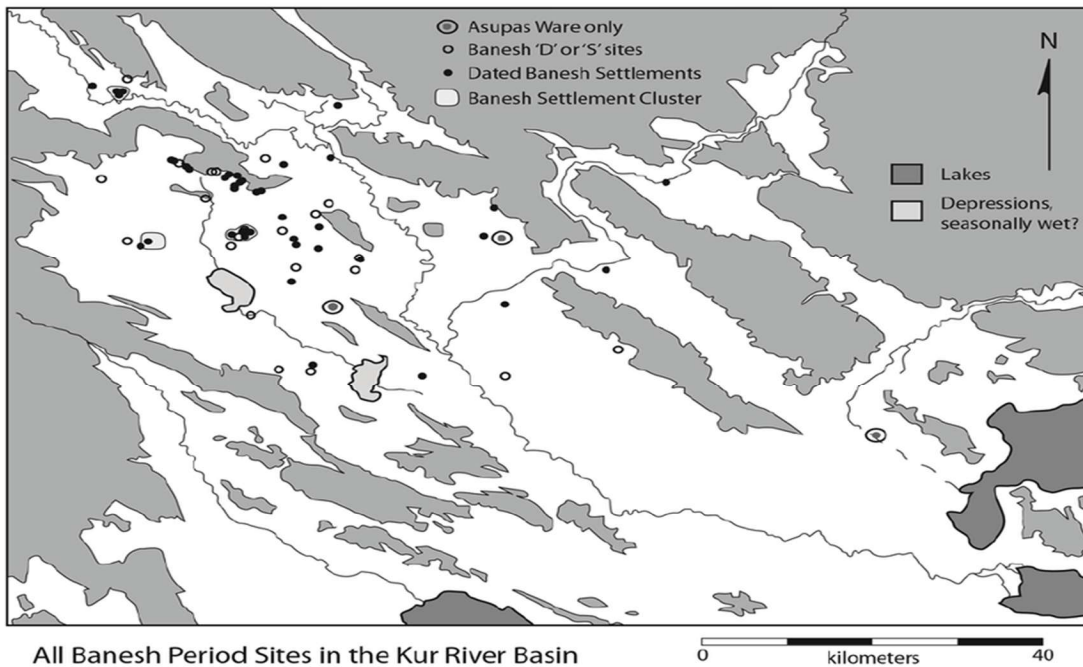 Asupas Ware only
Banesh 'D' or 'S' sites
Dated Banesh Settlements
Banesh Settlement Cluster
N
Lakes
Depressions,
seasonally wet?
All Banesh Period Sites in the Kur River Basin
0 kilometers 40